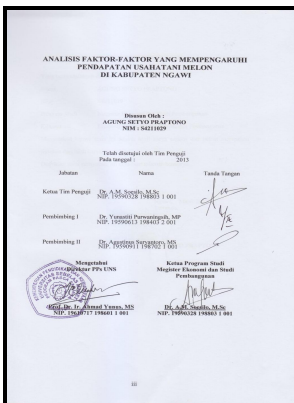 ANALISIS FAKTOR-FAKTOR YANG MEMPENGARUHI
PENDAPATAN USAHATANI MELON
DI KABUPATEN NGAWI
Disusun Oleh :
AGUNG SETYO PRAPTONO
NIM : S4211029
Telah disetujui oleh Tim Penguji
Pada tanggal : 2013
Jabatan Nama Tanda Tangan
Ketua Tim Penguji Dr. A.M. Soesilo, M.Sc
NIP. 19590328 198803 1 001
Pembimbing I Dr. Yunastiti Purwaningsih, MP
NIP. 19590613 198403 2 001
Pembimbing II Dr. Agustinus Suryantoro, MS
NIP. 19590911 198702 1 001
Mengetahui
Direktur PPs UNS
Prof. Dr. Ir. Ahmad Yunus, MS
NIP. 19610717 198601 1 001
Ketua Program Studi
Magister Ekonomi dan Studi
Pembangunan
Dr. A.M. Soesilo, M.Sc
NIP. 19590328 198803 1 001
iii